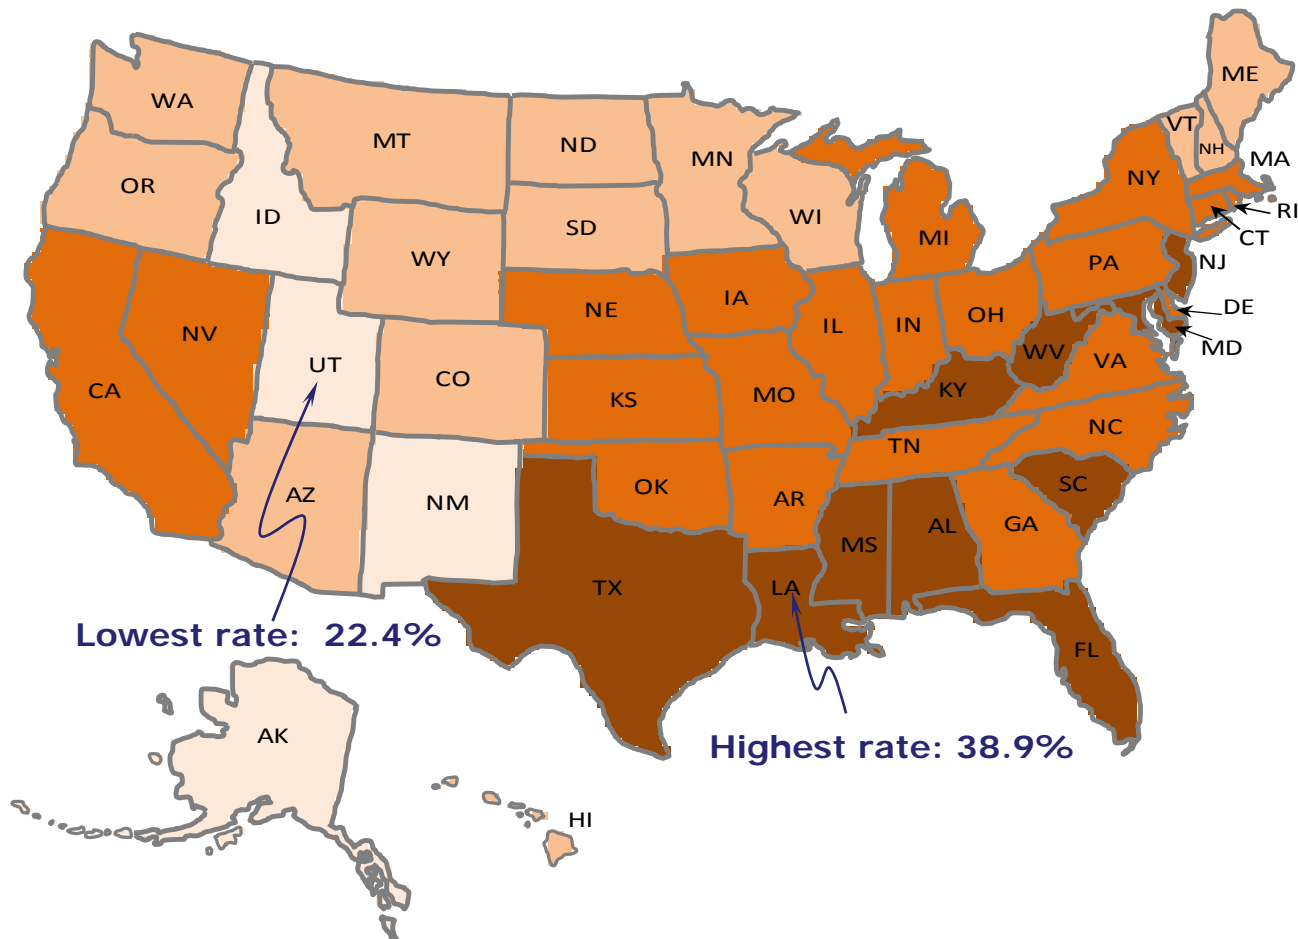 ME
WA
VT
MT
ND
MN
NH
MA
OR
NY
WI
RI
ID
SD
MI
CT
WY
PA
NJ
IA
NE
DE
NV
IL
IN
OH
MD
UT
WV
VA
CO
CA
KS
MO
KY
NC
TN
SC
OK
AZ
AR
NM
GA
AL
MS
TX
LA
Lowest rate: 22.4%
FL
AK
Highest rate: 38.9%
HI